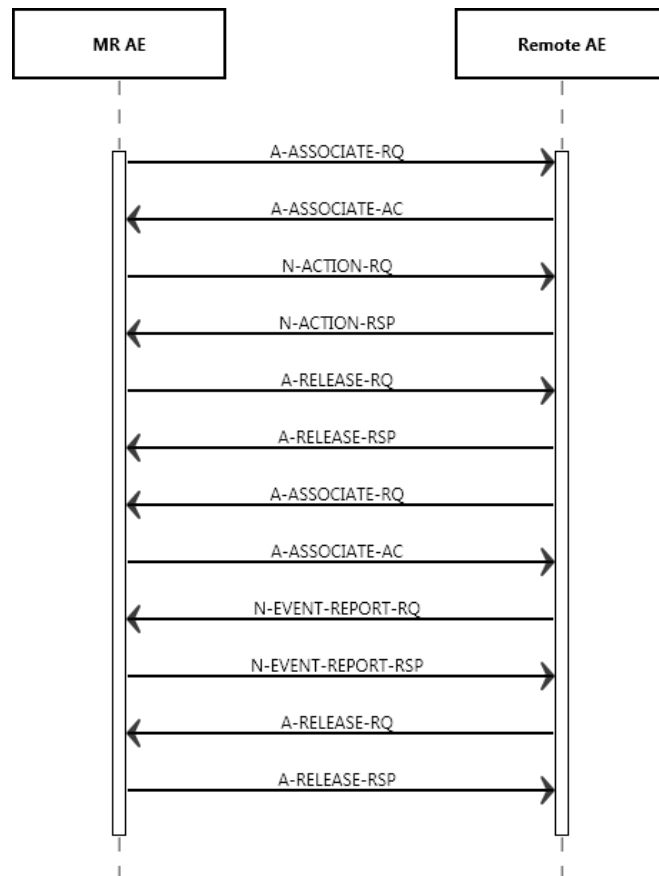 MR AE
Remote AE
A-ASSOCIATE-RQ
A-ASSOCIATE-AC
N-ACTION-RQ
N-ACTION-RSP
A-RELEASE-RQ
A-RELEASE-RSP
A-ASSOCIATE-RQ
A-ASSOCIATE-AC
N-EVENT-REPORT-RQ
N-EVENT-REPORT-RSP
A-RELEASE-RQ
A-RELEASE-RSP